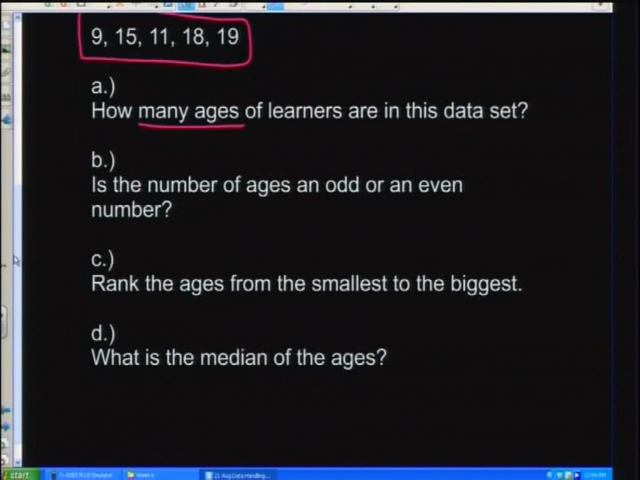 9, 15, 11, 18, 19
a.)
How many ages of learners are in this data set?
b.)
Is the number of ages an odd or an even
number?
c.)
Rank the ages from the smallest to the biggest.
d.)
What is the median of the ages?
start